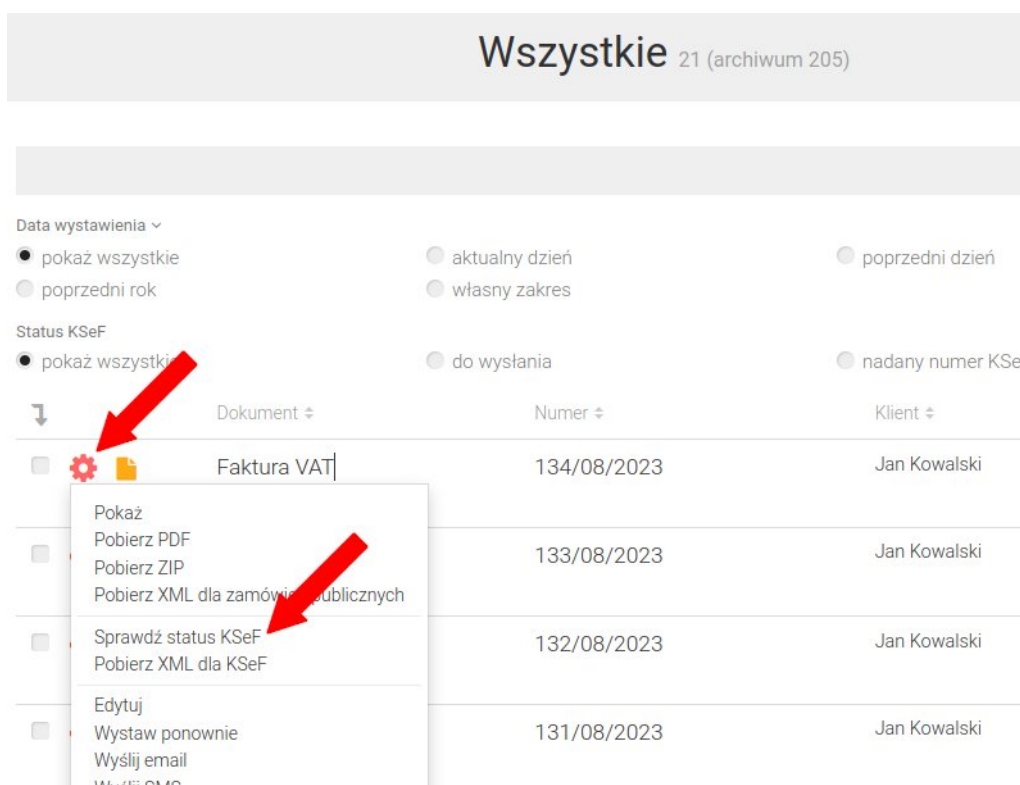 Wszystkie 21 (archiwum 205)
Data wystawienia
pokaż wszystkie aktualny dzień poprzedni dzień
poprzedni rok własny zakres
Status KSeF
pokaż wszystkie do wysłania nadany numer KSe
Dokument Numer Klient
Faktura VAT 134/08/2023 Jan Kowalski
Pokaż
Pobierz PDF
Pobierz ZIP
Pobierz XML dla publicznych
Sprawdź status KSeF
Pobierz XML dla KSeF
Edytuj
Wystaw ponownie
Wyślij email
133/08/2023 Jan Kowalski
132/08/2023 Jan Kowalski
131/08/2023 Jan Kowalski